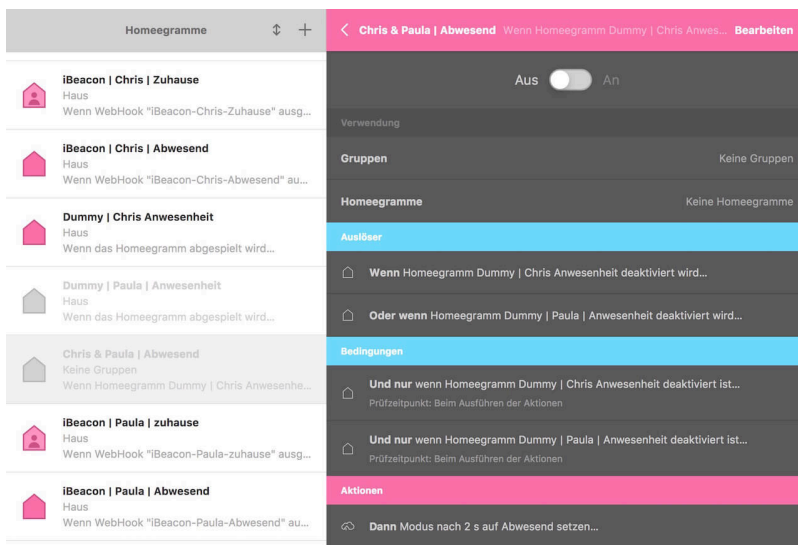 Homeegramme
iBeacon | Chris | Zuhause
Haus
Wenn WebHook "iBeacon-Chris-Zuhause" ausg...
iBeacon | Chris | Abwesend
Haus
Wenn WebHook "iBeacon-Chris-Abwesend" au...
Dummy | Chris Anwesenheit
Haus
Wenn das Homeegramm abgespielt wird...
Dummy | Paula | Anwesenheit
Haus
Wenn das Homeegramm abgespielt wird...
Chris & Paula | Abwesend
Keine Gruppen
Wenn Homeegramm Dummy | Chris Anwesenhe...
iBeacon | Paula | zuhause
Haus
Wenn WebHook "iBeacon-Paula-zuhause" ausg...
iBeacon | Paula | Abwesend
Haus
Wenn WebHook "iBeacon-Paula-Abwesend" au...
Chris & Paula | Abwesend Wenn Homeegramm Dummy | Chris Anwes... Bearbeiten
Aus An
Verwendung
Gruppen Keine Gruppen
Homeegramme Keine Homeegramme
Auslöser
Wenn Homeegramm Dummy | Chris Anwesenheit deaktiviert wird...
Oder wenn Homeegramm Dummy | Paula | Anwesenheit deaktiviert wird...
Bedingungen
Und nur wenn Homeegramm Dummy | Chris Anwesenheit deaktiviert ist...
Prüfzeitpunkt: Beim Ausführen der Aktionen
Und nur wenn Homeegramm Dummy | Paula | Anwesenheit deaktiviert ist...
Prüfzeitpunkt: Beim Ausführen der Aktionen
Aktionen
Dann Modus nach 2 s auf Abwesend setzen...